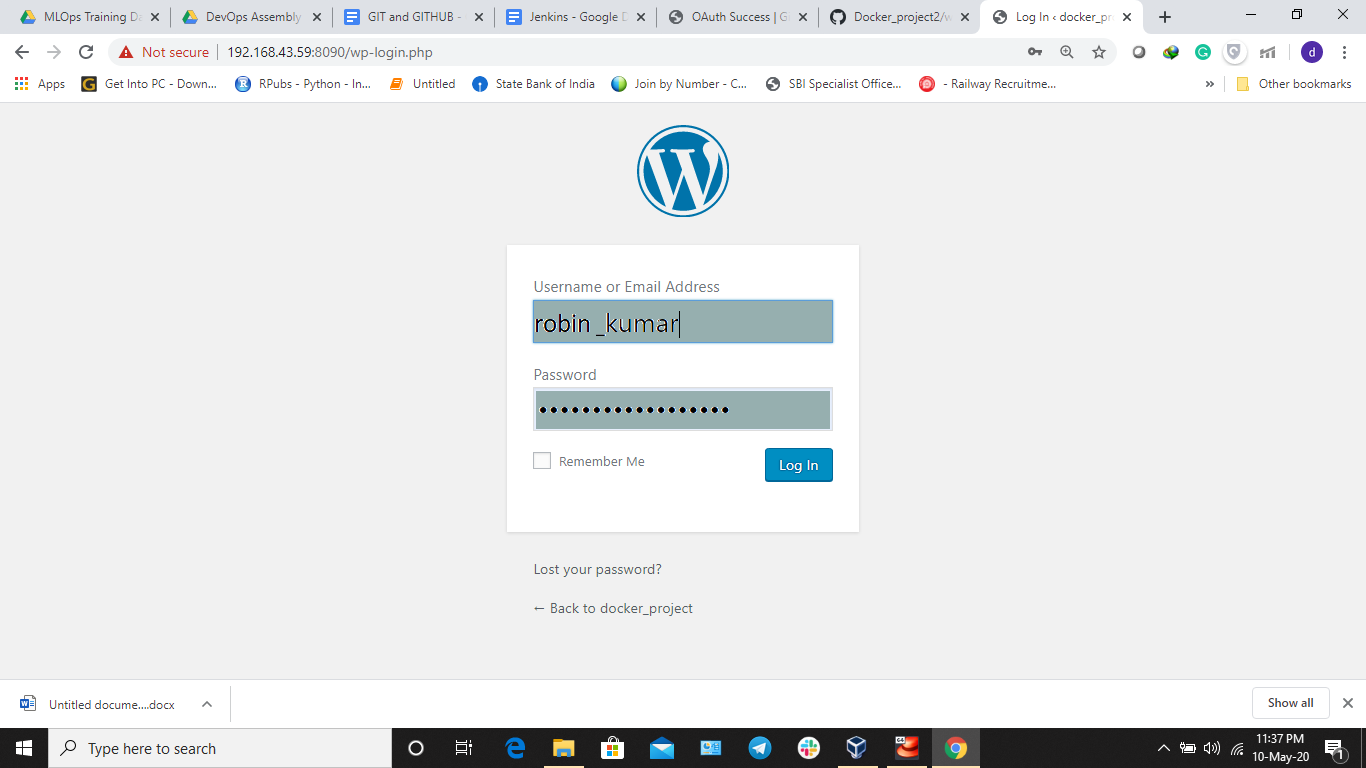 MLOps Training Da
DevOps Assembly
GIT and GITHUB -
Jenkins - Google D
OAuth Success | G
Docker_project2/w
Log In ‹ docker_pr
Not secure
192.168.43.59:8090/wp-login.php
d
Apps
Get Into PC - Down...
RPubs - Python - In...
Untitled
State Bank of India
Join by Number - C...
SBI Specialist Office...
- Railway Recruitme...
»
Other bookmarks
Username or Email Address
robin _kumar
Password
••••••••••••••••••
Remember Me
Log In
Lost your password?
← Back to docker_project
Untitled docume....docx
Show all
Type here to search
64
11:37 PM
10-May-20
1